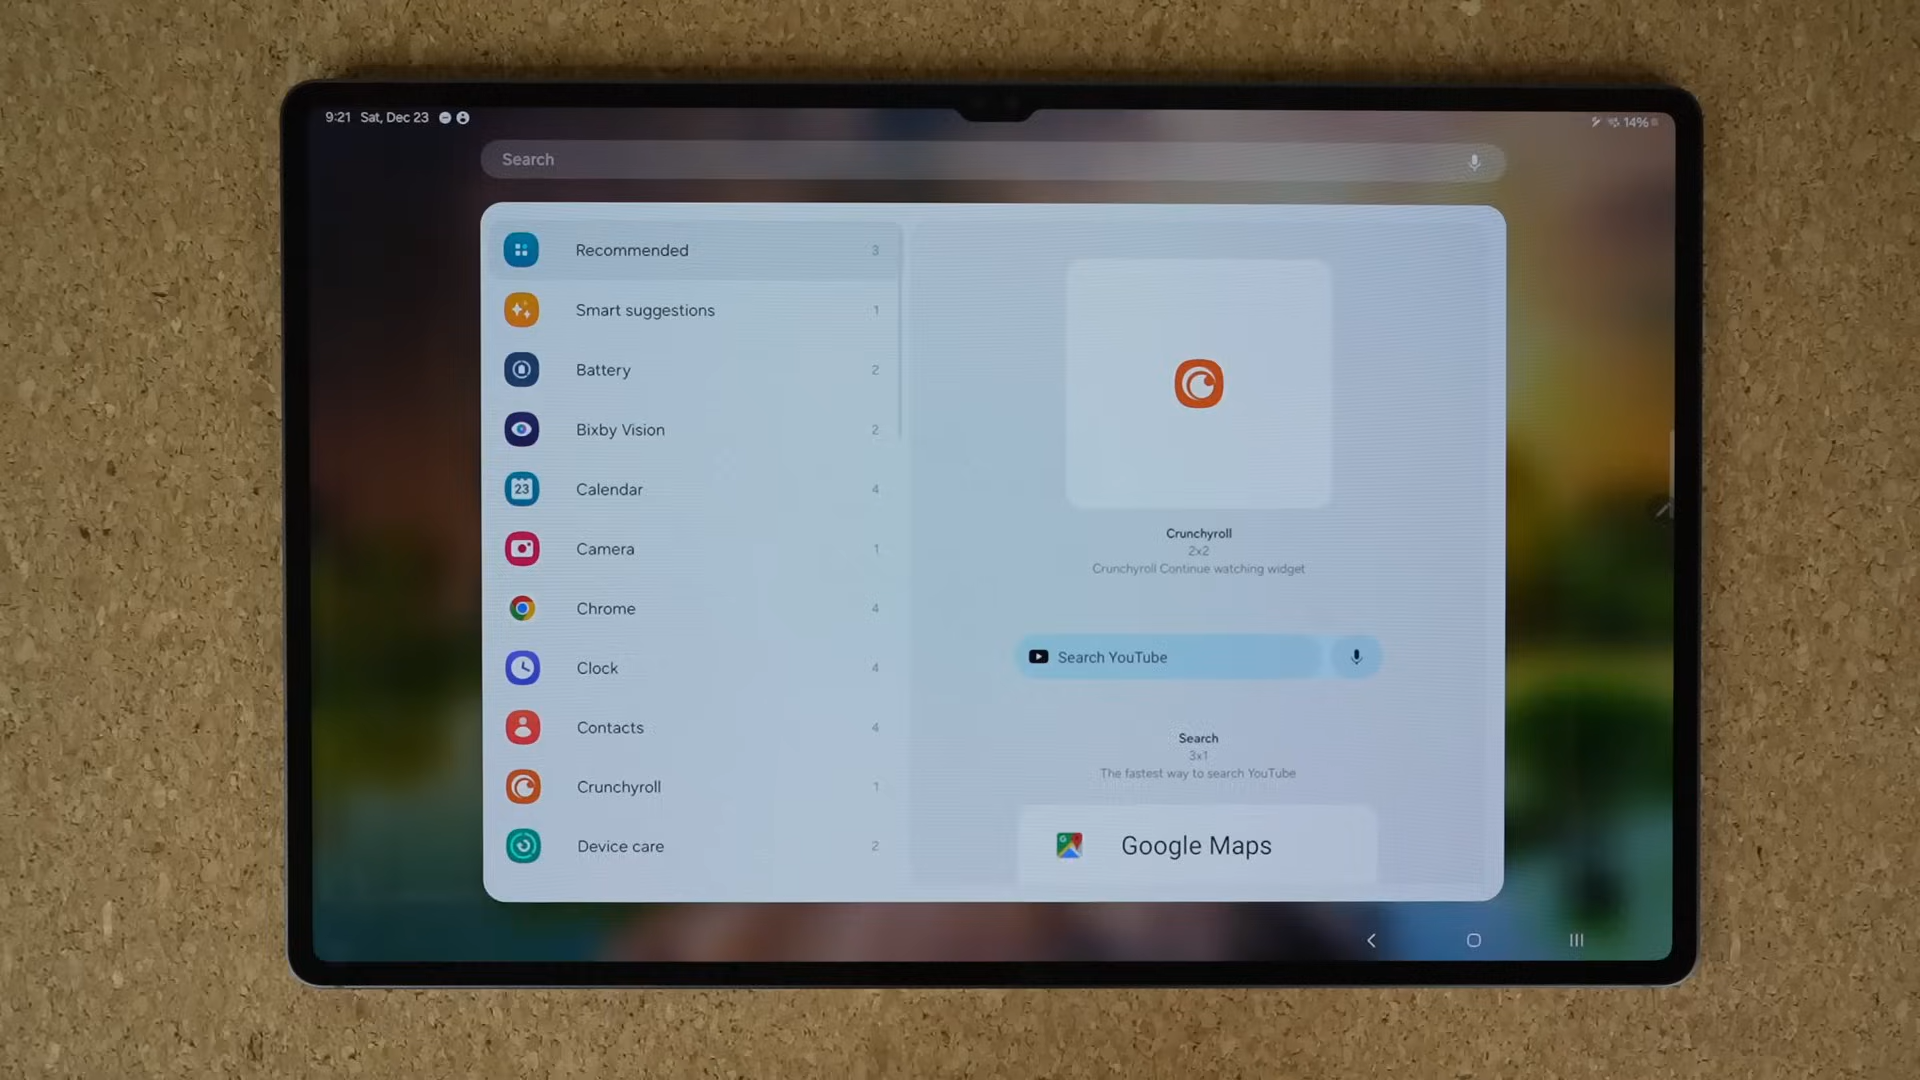 9:21 Sat, Dec 23
14%
Search
Recommended 3
Smart suggestions 1
Battery 2
Bixby Vision 2
23
Calendar 4
Camera 1
Chrome 4
Clock 4
Contacts 4
Crunchyroll 1
Device care 2
Crunchyroll
2x2
Crunchyroll Continue watching widget
Search YouTube
Search
3x1
The fastest way to search YouTube
Google Maps